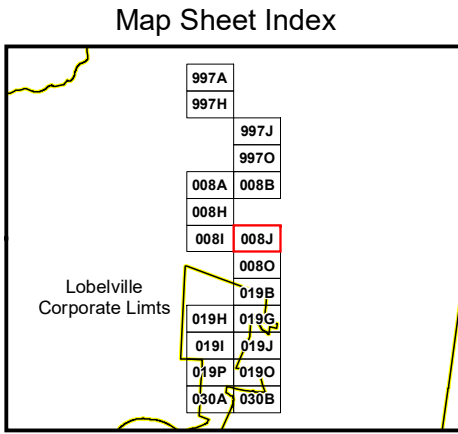 Map Sheet Index
997A
997H
997J
997O
008A 008B
008H
008I 008J
008O
019B
Lobelville
Corporate Limts
019H 019G
019I 019J
019P 019O
030A 030B